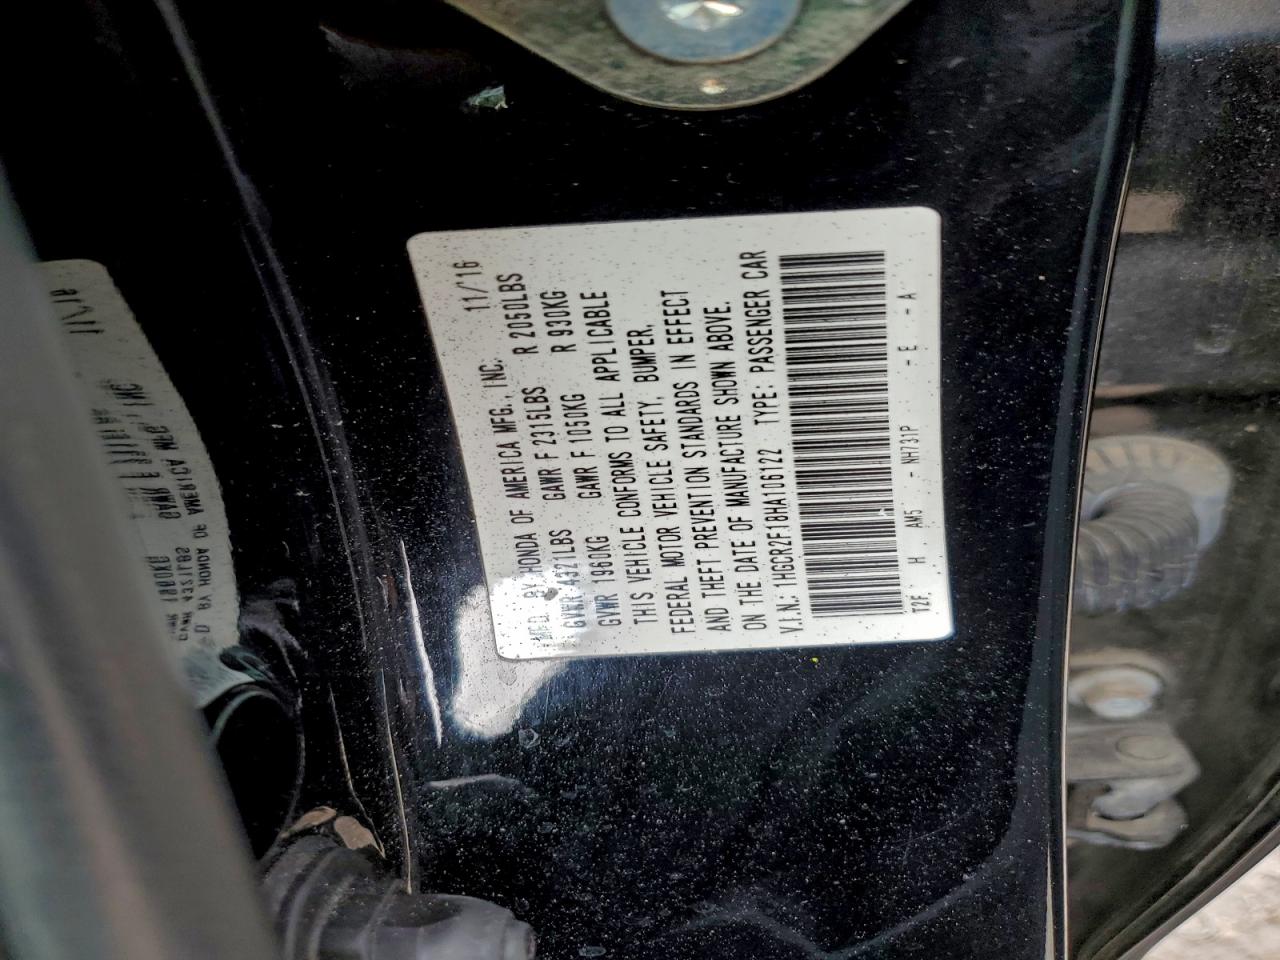 MFD. BY HONDA OF AMERICA MFG., INC. 11/16
GVWR 4321LBS GAWR F 2315LBS R 2050LBS
GVWR 1960KG GAWR F 1050KG R 930KG
THIS VEHICLE CONFORMS TO ALL APPLICABLE
FEDERAL MOTOR VEHICLE SAFETY, BUMPER,
AND THEFT PREVENTION STANDARDS IN EFFECT
ON THE DATE OF MANUFACTURE SHOWN ABOVE.
V.I.N.: 1HGCR2F18HA106122 TYPE: PASSENGER CAR
T2F H AW5 -NH731P -E -A